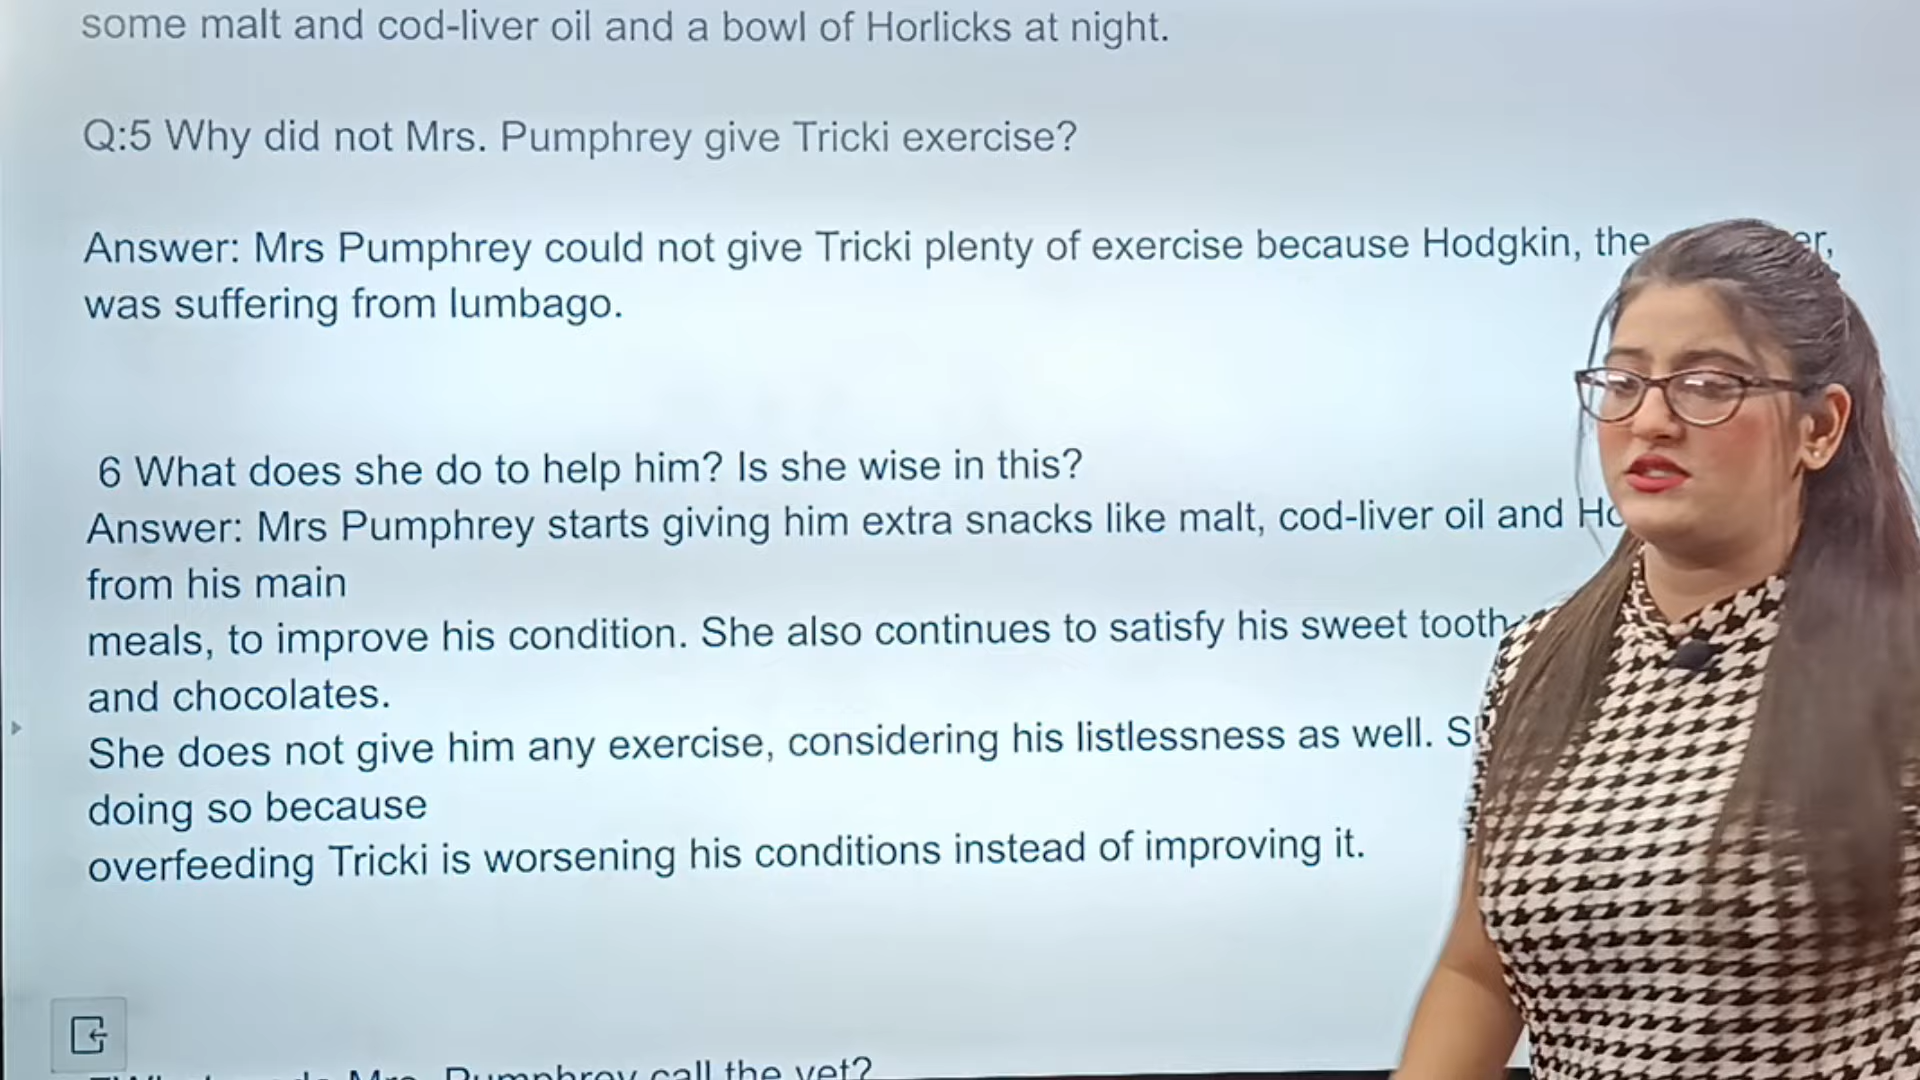 some malt and cod-liver oil and a bowl of Horlicks at night.
Q:5 Why did not Mrs. Pumphrey give Tricki exercise?
Answer: Mrs Pumphrey could not give Tricki plenty of exercise because Hodgkin, the
was suffering from lumbago.
6 What does she do to help him? Is she wise in this?
Answer: Mrs Pumphrey starts giving him extra snacks like malt, cod-liver oil and
from his main
meals, to improve his condition. She also continues to satisfy his sweet tooth
and chocolates.
She does not give him any exercise, considering his listlessness as well.
doing so because
overfeeding Tricki is worsening his conditions instead of improving it.
Mrs. Pumphrey call the vet?